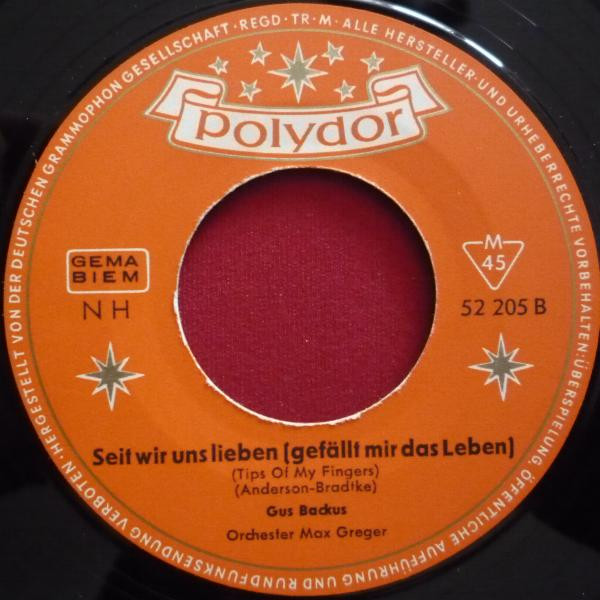 HERGESTELLT VON DER DEUTSCHEN GRAMMOPHON GESELLSCHAFT · REGD · TR · M · ALLE HERSTELLER- UND URHEBERRECHTE VORBEHALTEN: ÜBERSPIELUNG, ÖFFENTLICHE AUFFÜHRUNG UND RUNDFUNKSENDUNG VERBOTEN ·
polydor
GEMA
BIEM
NH
M
45
52 205 B
Seit wir uns lieben (gefällt mir das Leben)
(Tips Of My Fingers)
(Anderson-Bradtke)
Gus Backus
Orchester Max Greger